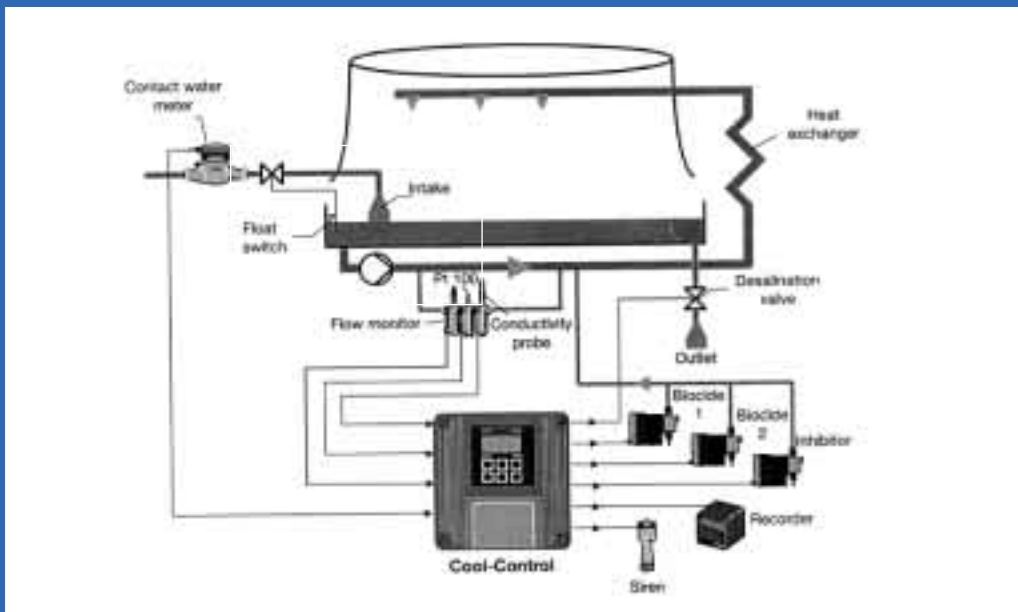 Contact water
meter
Heat
exchanger
Intake
Float
switch
Pt 100
Desalination
valve
Flow monitor
Conductivity
probe
Outlet
Biocide
1
Biocide
2
Inhibitor
Recorder
Cool-Control
Siren